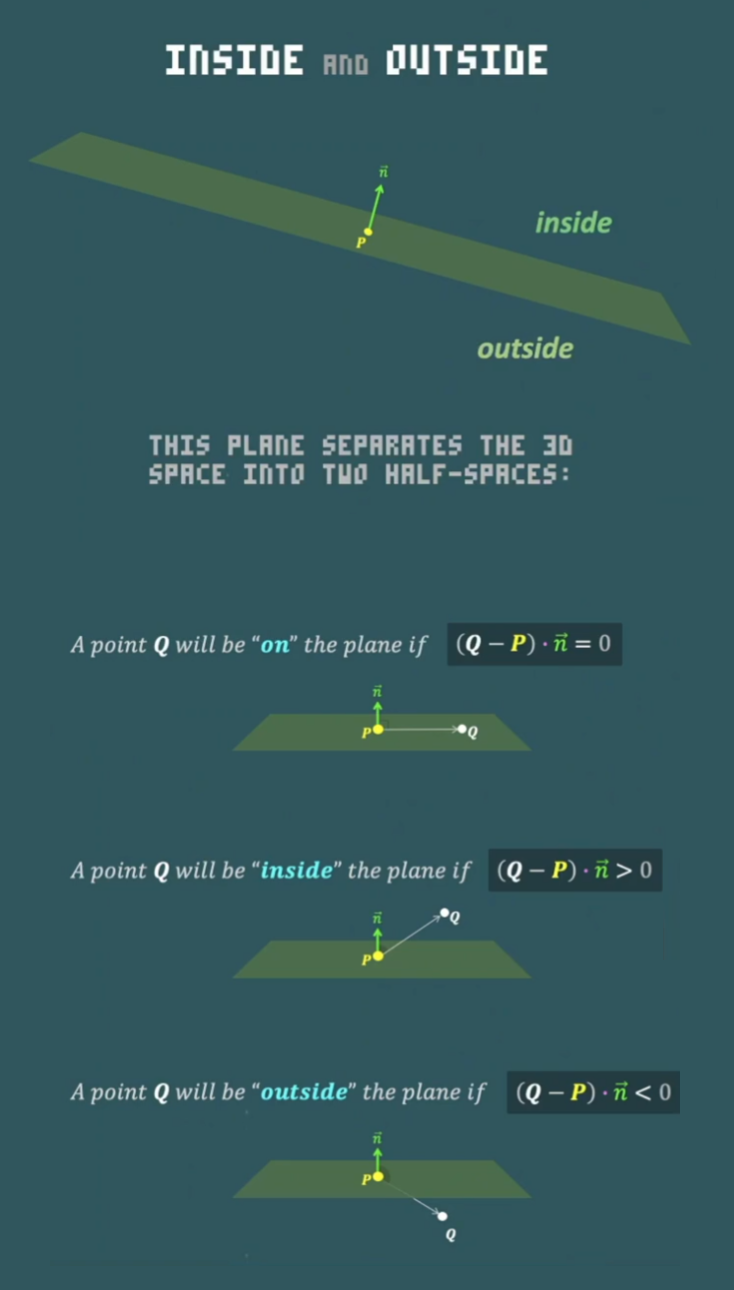 INSIDE AND OUTSIDE
n⃗
inside
P
outside
THIS PLANE SEPARATES THE 3D
SPACE INTO TWO HALF-SPACES:
A point Q will be “on” the plane if (Q − P) · n⃗ = 0
n⃗
P Q
A point Q will be “inside” the plane if (Q − P) · n⃗ > 0
n⃗ Q
P
A point Q will be “outside” the plane if (Q − P) · n⃗ < 0
n⃗
P
Q